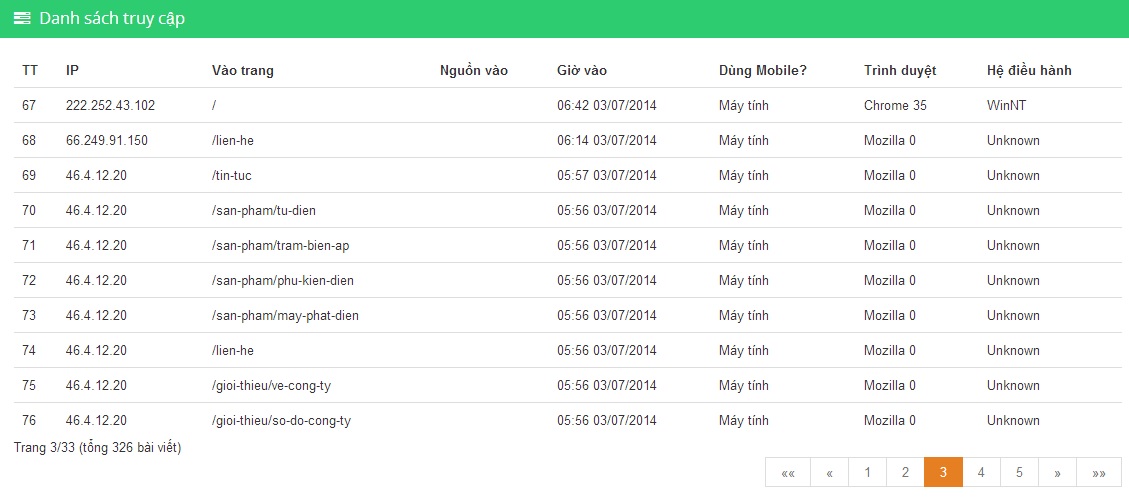 Danh sách truy cập
TT IP Vào trang Nguồn vào Giờ vào Dùng Mobile? Trình duyệt Hệ điều hành
67 222.252.43.102 / 06:42 03/07/2014 Máy tính Chrome 35 WinNT
68 66.249.91.150 /lien-he 06:14 03/07/2014 Máy tính Mozilla 0 Unknown
69 46.4.12.20 /tin-tuc 05:57 03/07/2014 Máy tính Mozilla 0 Unknown
70 46.4.12.20 /san-pham/tu-dien 05:56 03/07/2014 Máy tính Mozilla 0 Unknown
71 46.4.12.20 /san-pham/tram-bien-ap 05:56 03/07/2014 Máy tính Mozilla 0 Unknown
72 46.4.12.20 /san-pham/phu-kien-dien 05:56 03/07/2014 Máy tính Mozilla 0 Unknown
73 46.4.12.20 /san-pham/may-phat-dien 05:56 03/07/2014 Máy tính Mozilla 0 Unknown
74 46.4.12.20 /lien-he 05:56 03/07/2014 Máy tính Mozilla 0 Unknown
75 46.4.12.20 /gioi-thieu/ve-cong-ty 05:56 03/07/2014 Máy tính Mozilla 0 Unknown
76 46.4.12.20 /gioi-thieu/so-do-cong-ty 05:56 03/07/2014 Máy tính Mozilla 0 Unknown
Trang 3/33 (tổng 326 bài viết)
«« « 1 2 3 4 5 » »»